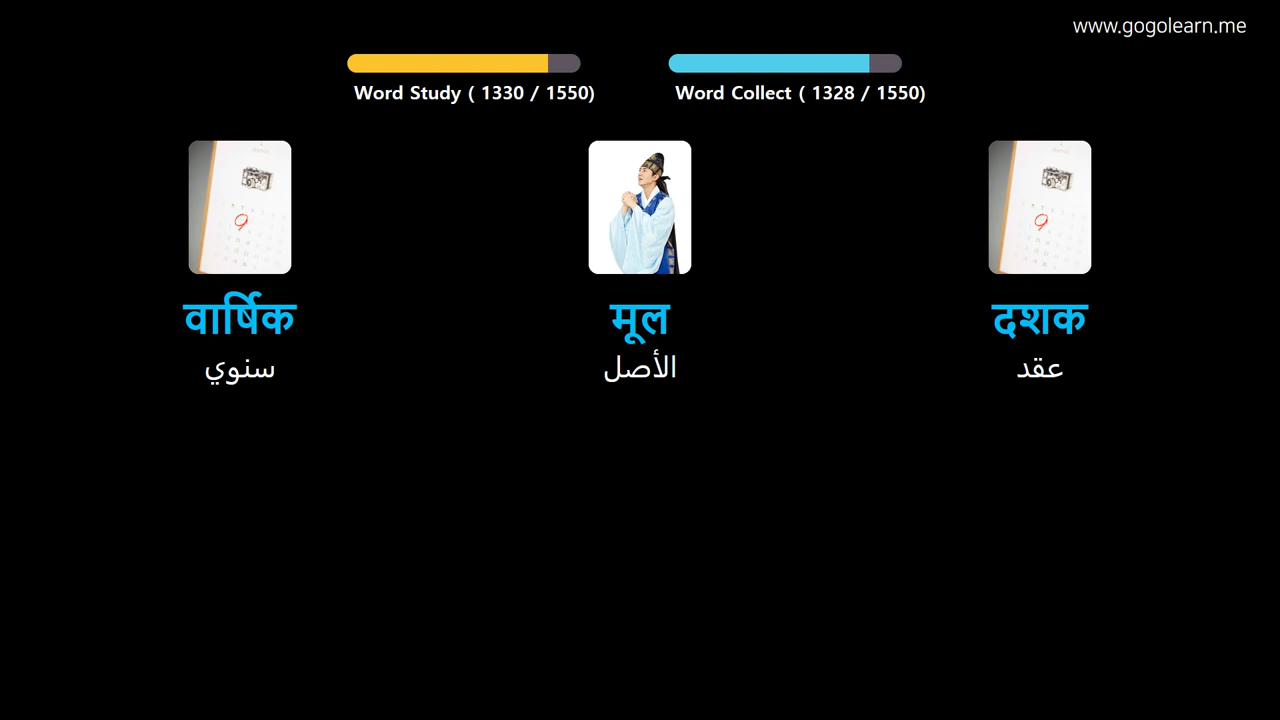 www.gogolearn.me
Word Study ( 1330 / 1550)
Word Collect ( 1328 / 1550)
वार्षिक
मूल
दशक
سنوي
الأصل
عقد